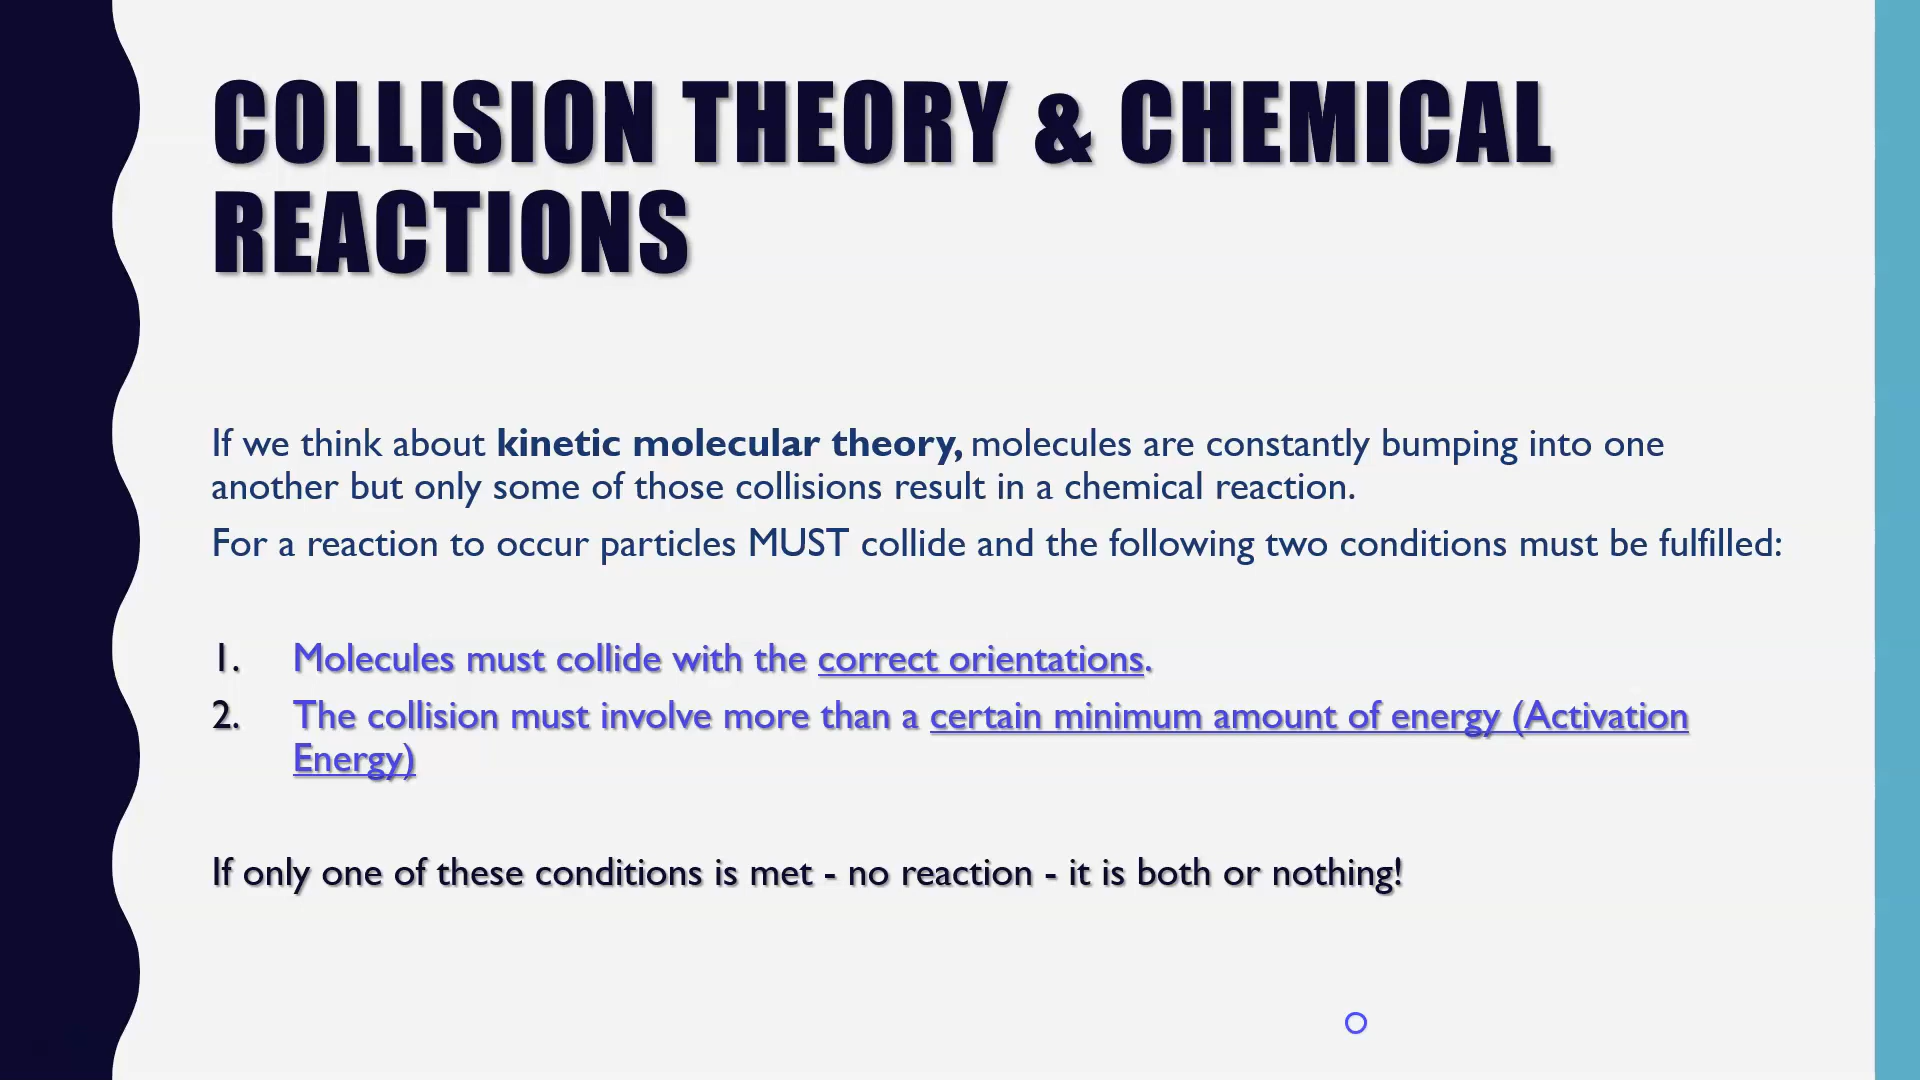 COLLISION THEORY & CHEMICAL
REACTIONS
If we think about kinetic molecular theory, molecules are constantly bumping into one
another but only some of those collisions result in a chemical reaction.
For a reaction to occur particles MUST collide and the following two conditions must be fulfilled:
1. Molecules must collide with the correct orientations.
2. The collision must involve more than a certain minimum amount of energy (Activation
Energy)
If only one of these conditions is met - no reaction - it is both or nothing!